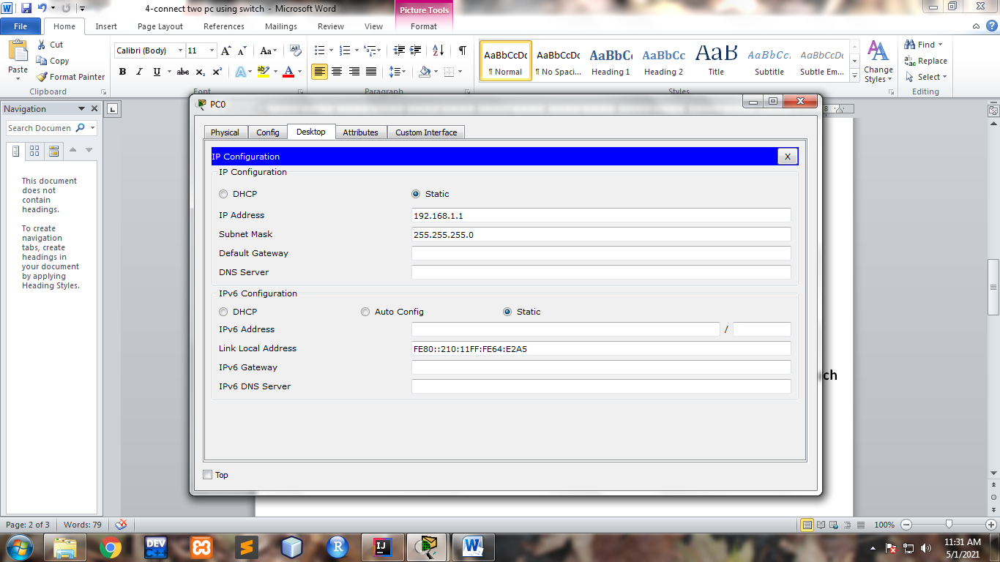 4-connect two pc using switch - Microsoft Word
Picture Tools
File Home Insert Page Layout References Mailings Review View Format
Paste
Cut
Copy
Format Painter
Clipboard
Calibri (Body) 11
Font
Paragraph
AaBbCcDc AaBbCcDc AaBbCc AaBbCc AaB AaBbCc. AaBbCcDc
¶ Normal ¶ No Spaci... Heading 1 Heading 2 Title Subtitle Subtle Em...
Styles
Change Styles
Find
Replace
Select
Editing
Navigation
Search Documen
This document
does not
contain
headings.
To create
navigation
tabs, create
headings in
your document
by applying
Heading Styles.
PC0
Physical Config Desktop Attributes Custom Interface
IP Configuration X
IP Configuration
DHCP Static
IP Address 192.168.1.1
Subnet Mask 255.255.255.0
Default Gateway
DNS Server
IPv6 Configuration
DHCP Auto Config Static
IPv6 Address /
Link Local Address FE80::210:11FF:FE64:E2A5
IPv6 Gateway
IPv6 DNS Server
Top
ch
Page: 2 of 3 Words: 79 100%
DEV C++
IJ
R
W
11:31 AM
5/1/2021